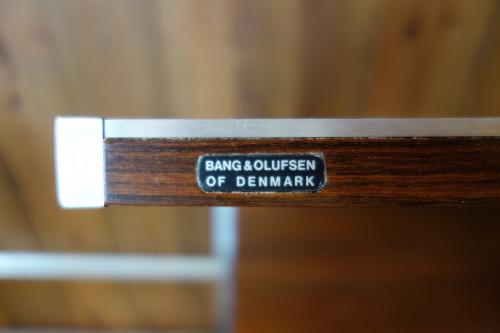 BANG & OLUFSEN
OF DENMARK